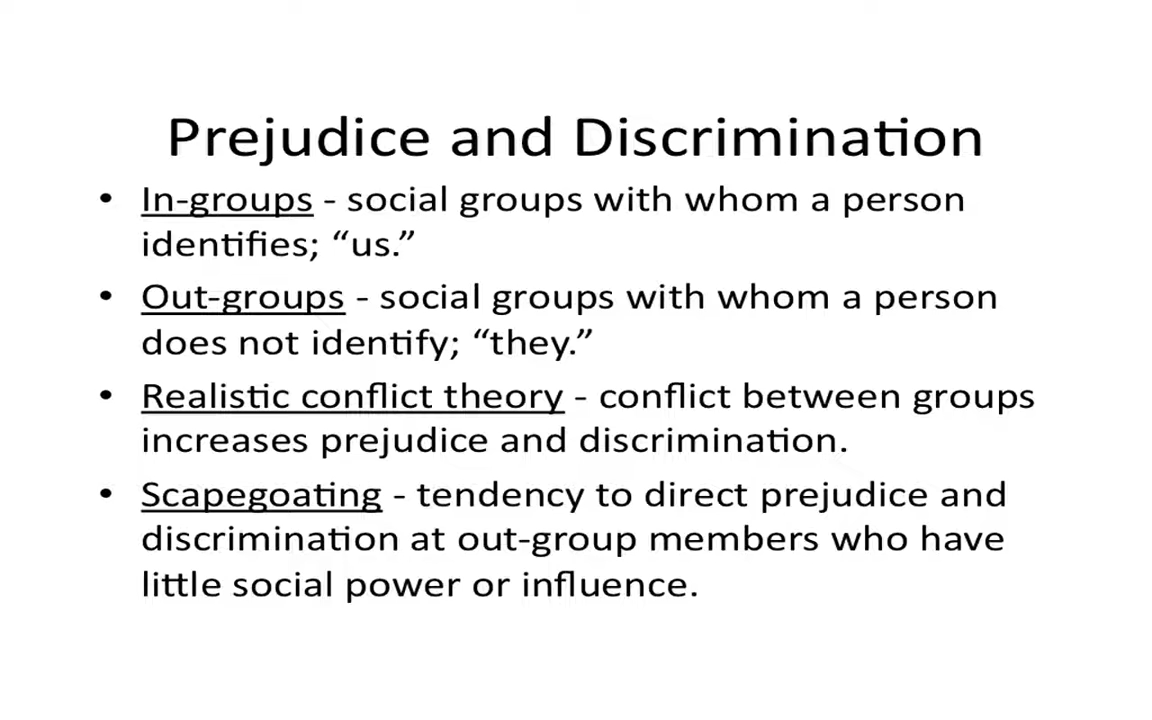 Prejudice and Discrimination
• In-groups - social groups with whom a person
identifies; “us.”
• Out-groups - social groups with whom a person
does not identify; “they.”
• Realistic conflict theory - conflict between groups
increases prejudice and discrimination.
• Scapegoating - tendency to direct prejudice and
discrimination at out-group members who have
little social power or influence.